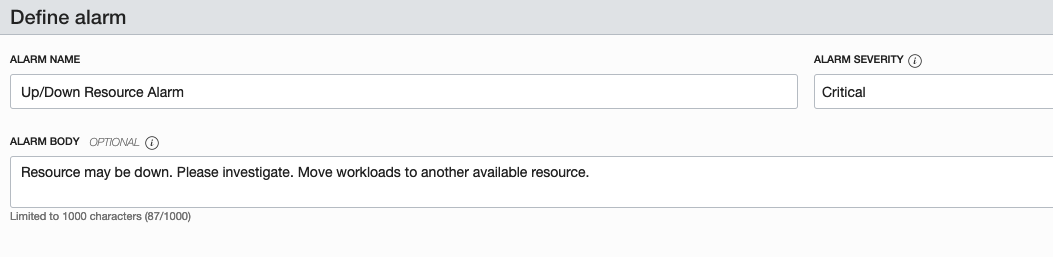 Define alarm
ALARM NAME
ALARM SEVERITY i
Up/Down Resource Alarm
Critical
ALARM BODY OPTIONAL i
Resource may be down. Please investigate. Move workloads to another available resource.
Limited to 1000 characters (87/1000)